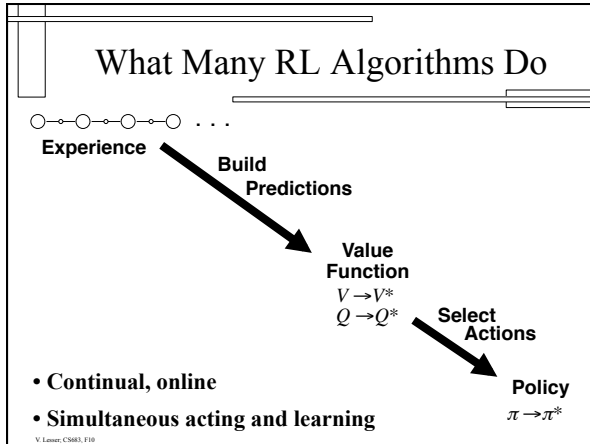 What Many RL Algorithms Do
. . .
Experience
Build
Predictions
Value
Function
V → V*
Q → Q*
Select
Actions
Policy
π → π*
• Continual, online
• Simultaneous acting and learning
V. Lesser; CS683, F10